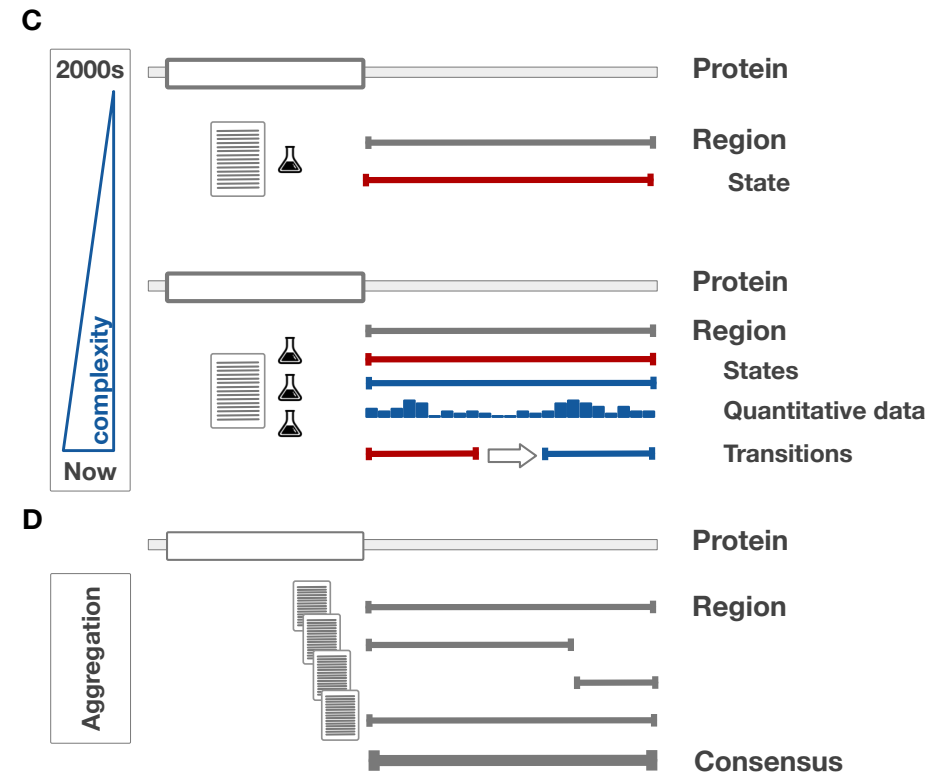 C
2000s
Protein
Region
State
Protein
Region
States
Quantitative data
Transitions
complexity
Now
D
Protein
Aggregation
Region
Consensus